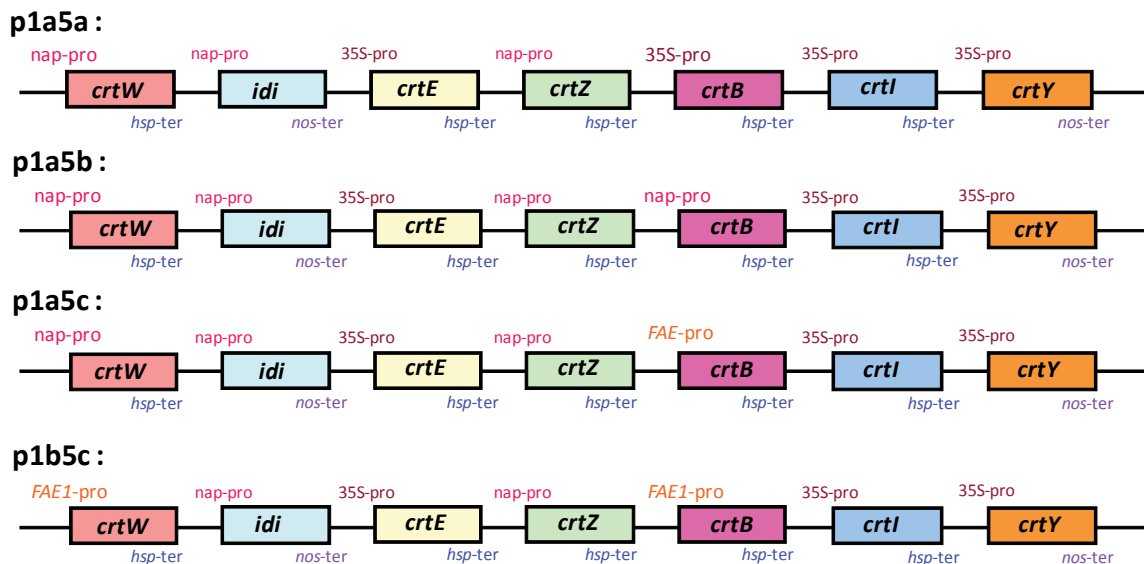 p1a5a :
nap-pro nap-pro 35S-pro nap-pro 35S-pro 35S-pro 35S-pro
crtW idi crtE crtZ crtB crtI crtY
hsp-ter nos-ter hsp-ter hsp-ter hsp-ter hsp-ter nos-ter
p1a5b :
nap-pro nap-pro 35S-pro nap-pro nap-pro 35S-pro 35S-pro
crtW idi crtE crtZ crtB crtI crtY
hsp-ter nos-ter hsp-ter hsp-ter hsp-ter hsp-ter nos-ter
p1a5c :
nap-pro nap-pro 35S-pro nap-pro FAE-pro 35S-pro 35S-pro
crtW idi crtE crtZ crtB crtI crtY
hsp-ter nos-ter hsp-ter hsp-ter hsp-ter hsp-ter nos-ter
p1b5c :
FAE1-pro nap-pro 35S-pro nap-pro FAE1-pro 35S-pro 35S-pro
crtW idi crtE crtZ crtB crtI crtY
hsp-ter nos-ter hsp-ter hsp-ter hsp-ter hsp-ter nos-ter